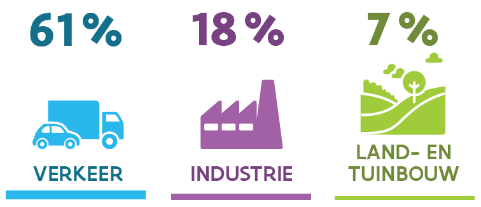 61% 18% 7%
VERKEER INDUSTRIE LAND- EN
TUINBOUW